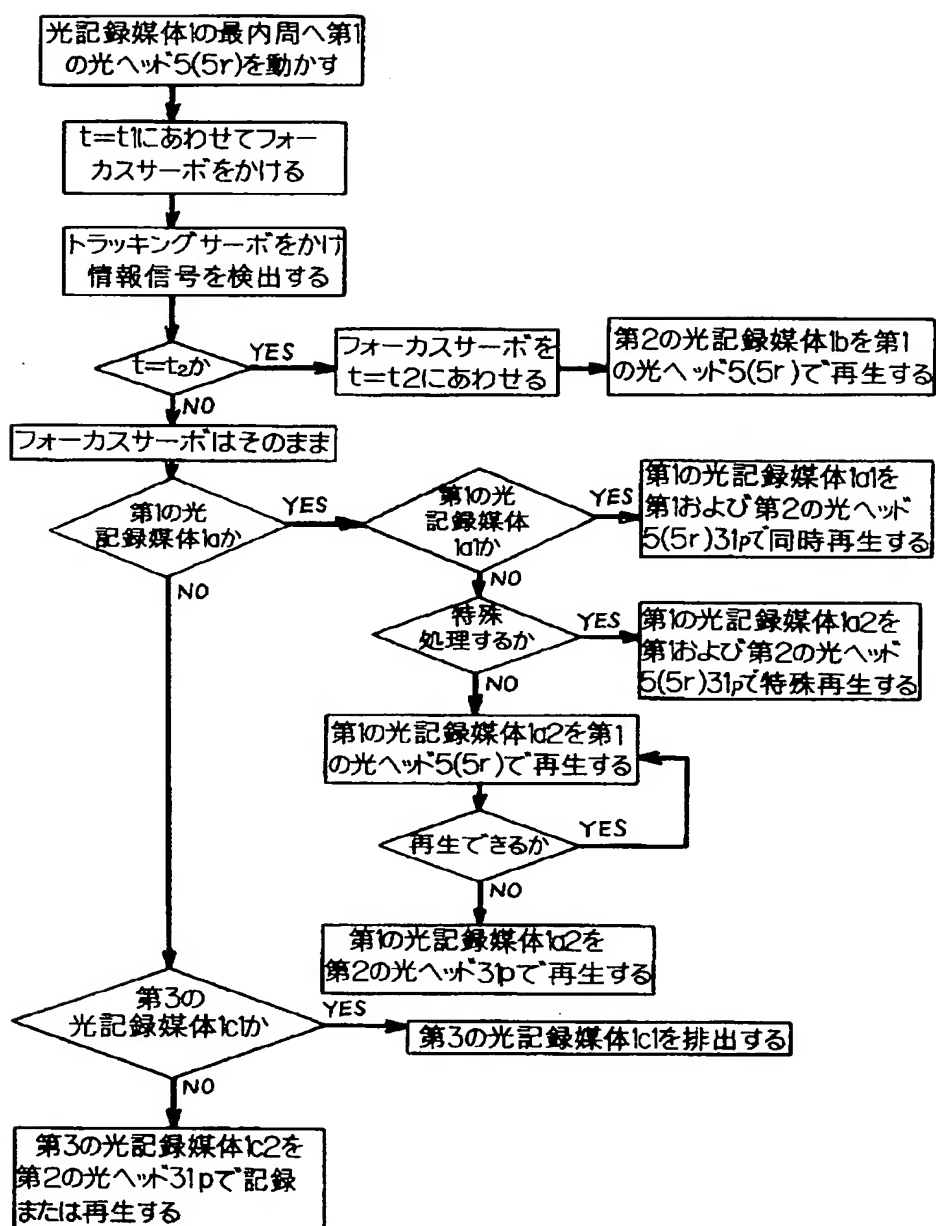 光記録媒体1の最内周へ第1
の光ヘッド5(5r)を動かす
t=t1にあわせてフォー
カスサーボをかける
トラッキングサーボをかけ
情報信号を検出する
t=t2か
YES
フォーカスサーボを
t=t2にあわせる
第2の光記録媒体1bを第1
の光ヘッド5(5r)で再生する
NO
フォーカスサーボはそのまま
第1の光
記録媒体1aか
YES
第1の光
記録媒体
1a1か
YES
第1の光記録媒体1a1を
第1および第2の光ヘッド
5(5r)31pで同時再生する
NO
NO
特殊
処理するか
YES
第1の光記録媒体1a2を
第1および第2の光ヘッド
5(5r)31pで特殊再生する
NO
第1の光記録媒体1a2を第1
の光ヘッド5(5r)で再生する
再生できるか
YES
NO
第1の光記録媒体1a2を
第2の光ヘッド31pで再生する
第3の
光記録媒体1c1か
YES
第3の光記録媒体1c1を排出する
NO
第3の光記録媒体1c2を
第2の光ヘッド31pで記録
または再生する